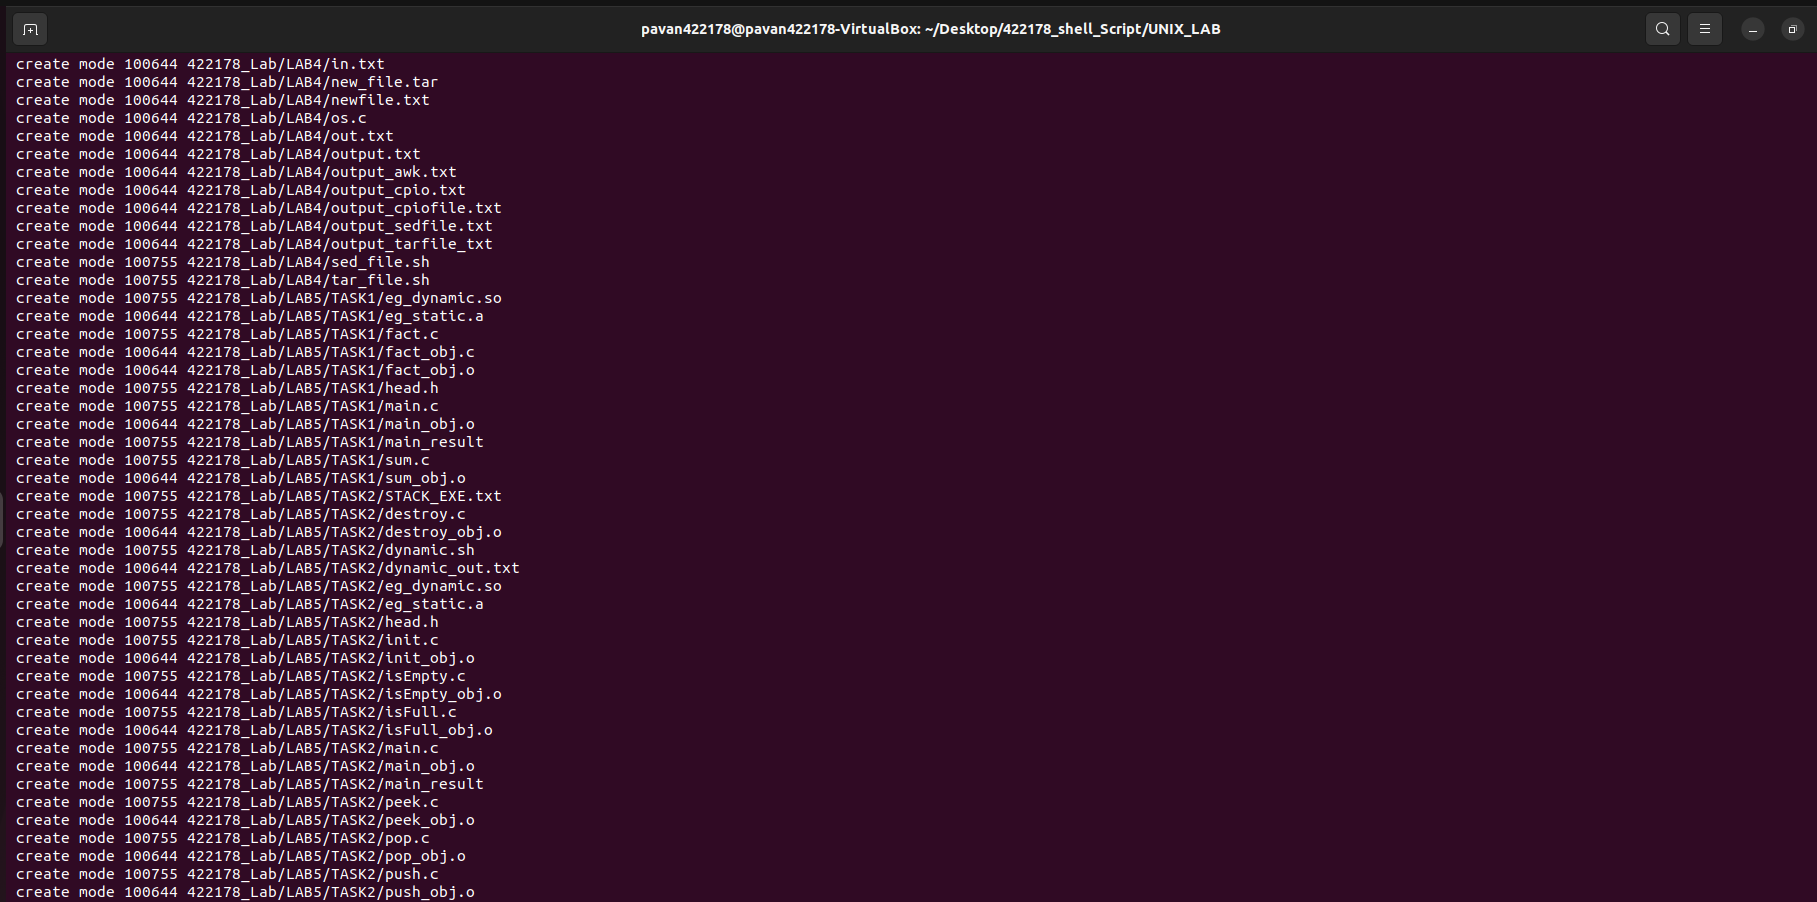 pavan422178@pavan422178-VirtualBox: ~/Desktop/422178_shell_Script/UNIX_LAB
create mode 100644 422178_Lab/LAB4/in.txt
create mode 100644 422178_Lab/LAB4/new_file.tar
create mode 100644 422178_Lab/LAB4/newfile.txt
create mode 100644 422178_Lab/LAB4/os.c
create mode 100644 422178_Lab/LAB4/out.txt
create mode 100644 422178_Lab/LAB4/output.txt
create mode 100644 422178_Lab/LAB4/output_awk.txt
create mode 100644 422178_Lab/LAB4/output_cpio.txt
create mode 100644 422178_Lab/LAB4/output_cpiofile.txt
create mode 100644 422178_Lab/LAB4/output_sedfile.txt
create mode 100644 422178_Lab/LAB4/output_tarfile_txt
create mode 100755 422178_Lab/LAB4/sed_file.sh
create mode 100755 422178_Lab/LAB4/tar_file.sh
create mode 100755 422178_Lab/LAB5/TASK1/eg_dynamic.so
create mode 100644 422178_Lab/LAB5/TASK1/eg_static.a
create mode 100755 422178_Lab/LAB5/TASK1/fact.c
create mode 100644 422178_Lab/LAB5/TASK1/fact_obj.c
create mode 100644 422178_Lab/LAB5/TASK1/fact_obj.o
create mode 100755 422178_Lab/LAB5/TASK1/head.h
create mode 100755 422178_Lab/LAB5/TASK1/main.c
create mode 100644 422178_Lab/LAB5/TASK1/main_obj.o
create mode 100755 422178_Lab/LAB5/TASK1/main_result
create mode 100755 422178_Lab/LAB5/TASK1/sum.c
create mode 100644 422178_Lab/LAB5/TASK1/sum_obj.o
create mode 100755 422178_Lab/LAB5/TASK2/STACK_EXE.txt
create mode 100755 422178_Lab/LAB5/TASK2/destroy.c
create mode 100644 422178_Lab/LAB5/TASK2/destroy_obj.o
create mode 100755 422178_Lab/LAB5/TASK2/dynamic.sh
create mode 100644 422178_Lab/LAB5/TASK2/dynamic_out.txt
create mode 100755 422178_Lab/LAB5/TASK2/eg_dynamic.so
create mode 100644 422178_Lab/LAB5/TASK2/eg_static.a
create mode 100755 422178_Lab/LAB5/TASK2/head.h
create mode 100755 422178_Lab/LAB5/TASK2/init.c
create mode 100644 422178_Lab/LAB5/TASK2/init_obj.o
create mode 100755 422178_Lab/LAB5/TASK2/isEmpty.c
create mode 100644 422178_Lab/LAB5/TASK2/isEmpty_obj.o
create mode 100755 422178_Lab/LAB5/TASK2/isFull.c
create mode 100644 422178_Lab/LAB5/TASK2/isFull_obj.o
create mode 100755 422178_Lab/LAB5/TASK2/main.c
create mode 100644 422178_Lab/LAB5/TASK2/main_obj.o
create mode 100755 422178_Lab/LAB5/TASK2/main_result
create mode 100755 422178_Lab/LAB5/TASK2/peek.c
create mode 100644 422178_Lab/LAB5/TASK2/peek_obj.o
create mode 100755 422178_Lab/LAB5/TASK2/pop.c
create mode 100644 422178_Lab/LAB5/TASK2/pop_obj.o
create mode 100755 422178_Lab/LAB5/TASK2/push.c
create mode 100644 422178_Lab/LAB5/TASK2/push_obj.o